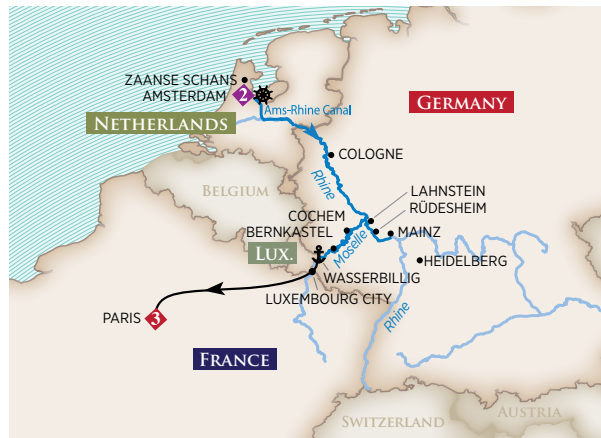 ZAANSE SCHANS
AMSTERDAM
2
Ams-Rhine Canal
GERMANY
NETHERLANDS
COLOGNE
BELGIUM
Rhine
LAHNSTEIN
COCHEM
RÜDESHEIM
BERNKASTEL
MAINZ
LUX.
Moselle
HEIDELBERG
WASSERBILLIG
LUXEMBOURG CITY
Rhine
PARIS
3
FRANCE
SWITZERLAND
AUSTRIA